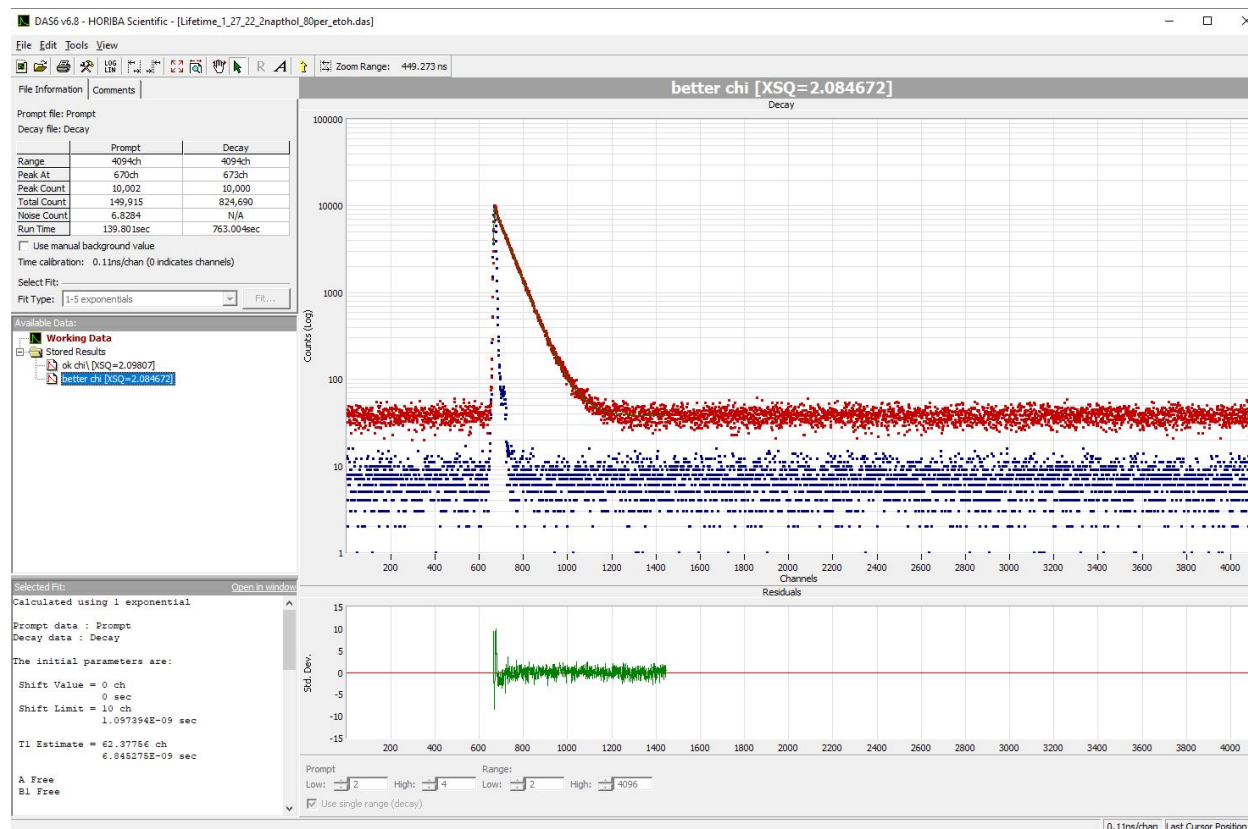 DAS6 v6.8 - HORIBA Scientific - [Lifetime_1_27_22_2napthol_80per_etoh.das]
File Edit Tools View
LOG LIN R A Zoom Range: 449.273 ns
File Information Comments
better chi [XSQ=2.084672]
Decay
Prompt file: Prompt
Decay file: Decay
Prompt Decay
Range 4094ch 4094ch
Peak At 670ch 673ch
Peak Count 10,002 10,000
Total Count 149,915 824,690
Noise Count 6.8284 N/A
Run Time 139.801sec 763.004sec
Use manual background value
Time calibration: 0.11ns/chan (0 indicates channels)
Select Fit:
Fit Type: 1-5 exponentials Fit...
Available Data:
Working Data
Stored Results
ok chi\ [XSQ=2.09807]
better chi [XSQ=2.084672]
Selected Fit: Open in window
Calculated using 1 exponential
Prompt data : Prompt
Decay data : Decay
The initial parameters are:
Shift Value = 0 ch
0 sec
Shift Limit = 10 ch
1.097394E-09 sec
T1 Estimate = 62.37756 ch
6.845275E-09 sec
A Free
B1 Free
Counts (Log)
100000
10000
1000
100
10
1
200 400 600 800 1000 1200 1400 1600 1800 2000 2200 2400 2600 2800 3000 3200 3400 3600 3800 4000
Channels
Residuals
Std. Dev.
15
10
5
0
-5
-10
-15
200 400 600 800 1000 1200 1400 1600 1800 2000 2200 2400 2600 2800 3000 3200 3400 3600 3800 4000
Prompt Range:
Low: 2 High: 4 Low: 2 High: 4096
Use single range (decay)
0.11ns/chan Last Cursor Position